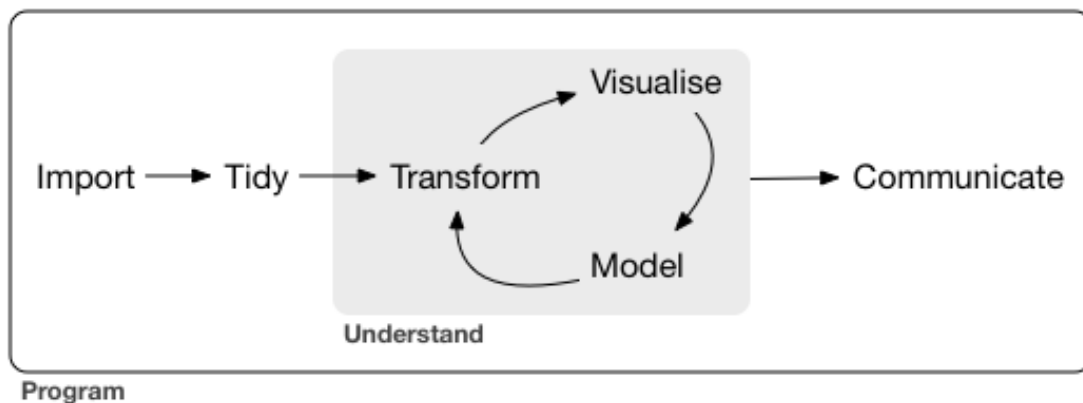 Visualise
Import Tidy Transform Communicate
Model
Understand
Program